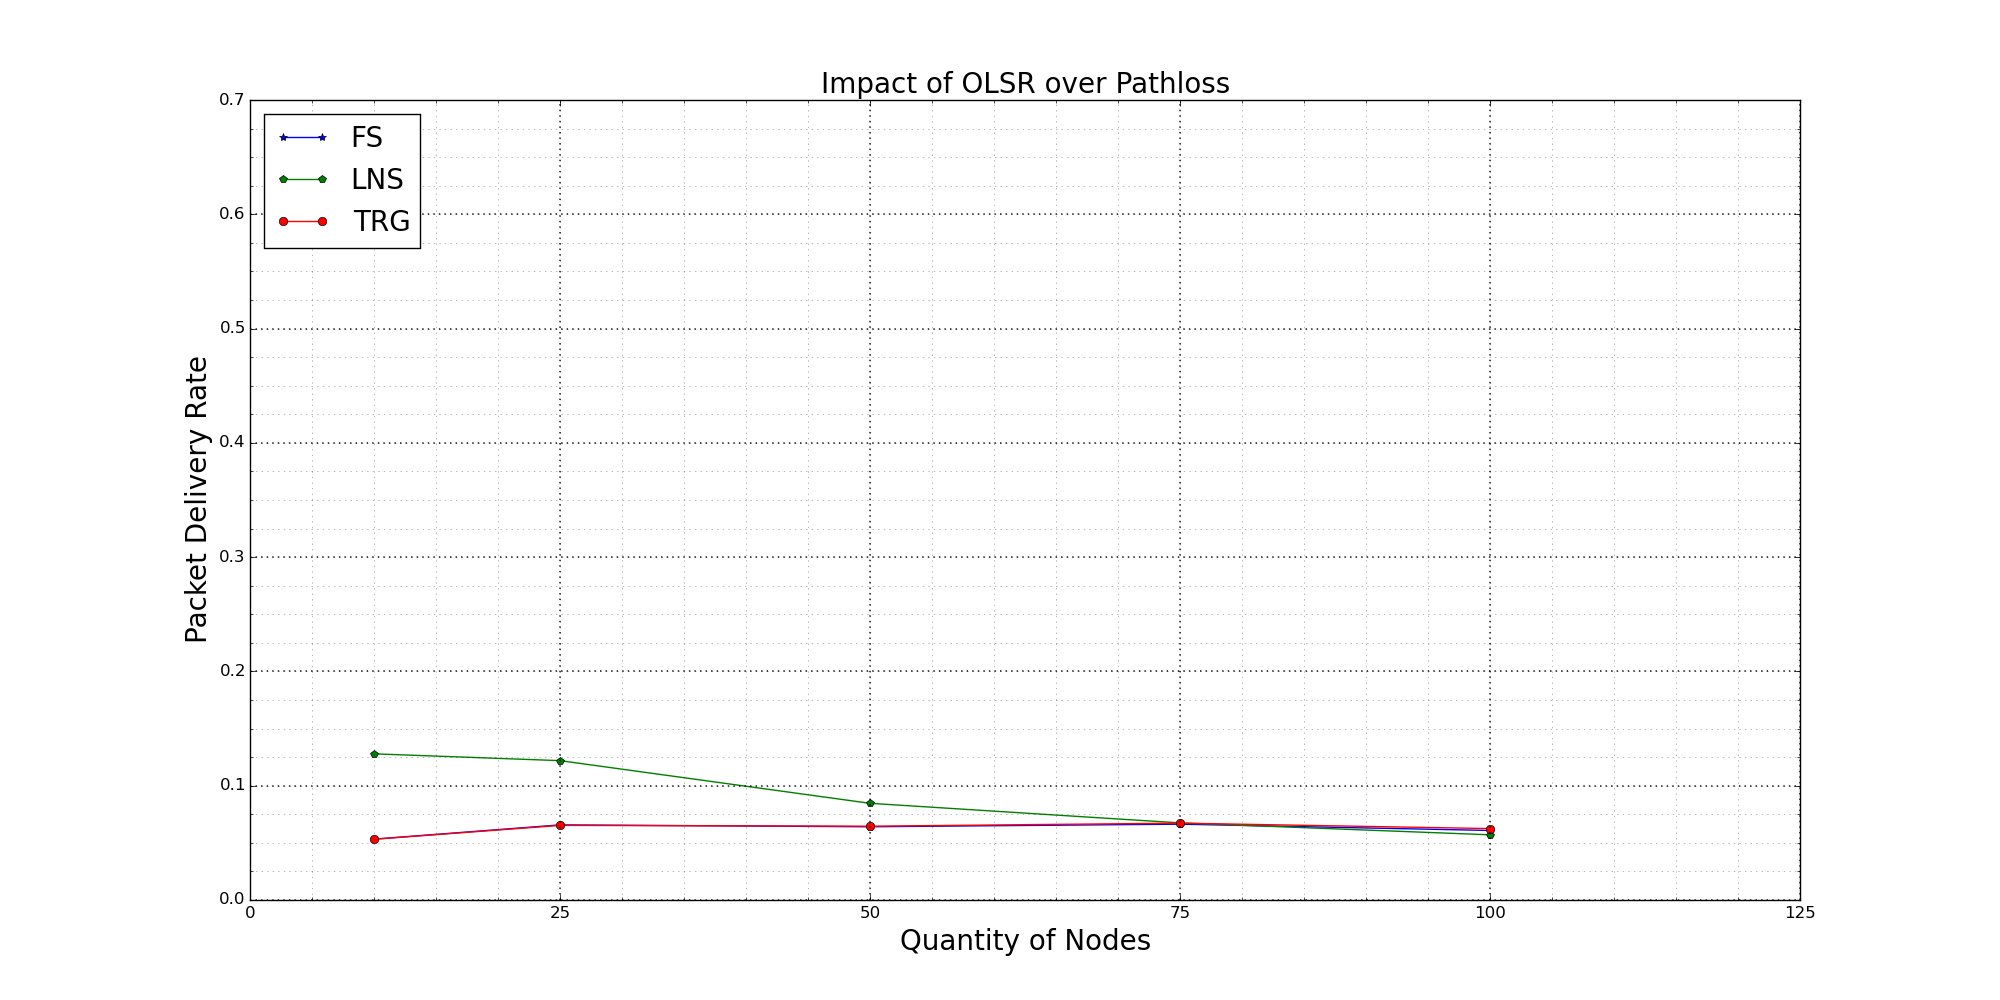 Impact of OLSR over Pathloss
FS
LNS
TRG
Packet Delivery Rate
0.7
0.6
0.5
0.4
0.3
0.2
0.1
0.0
0 25 50 75 100 125
Quantity of Nodes